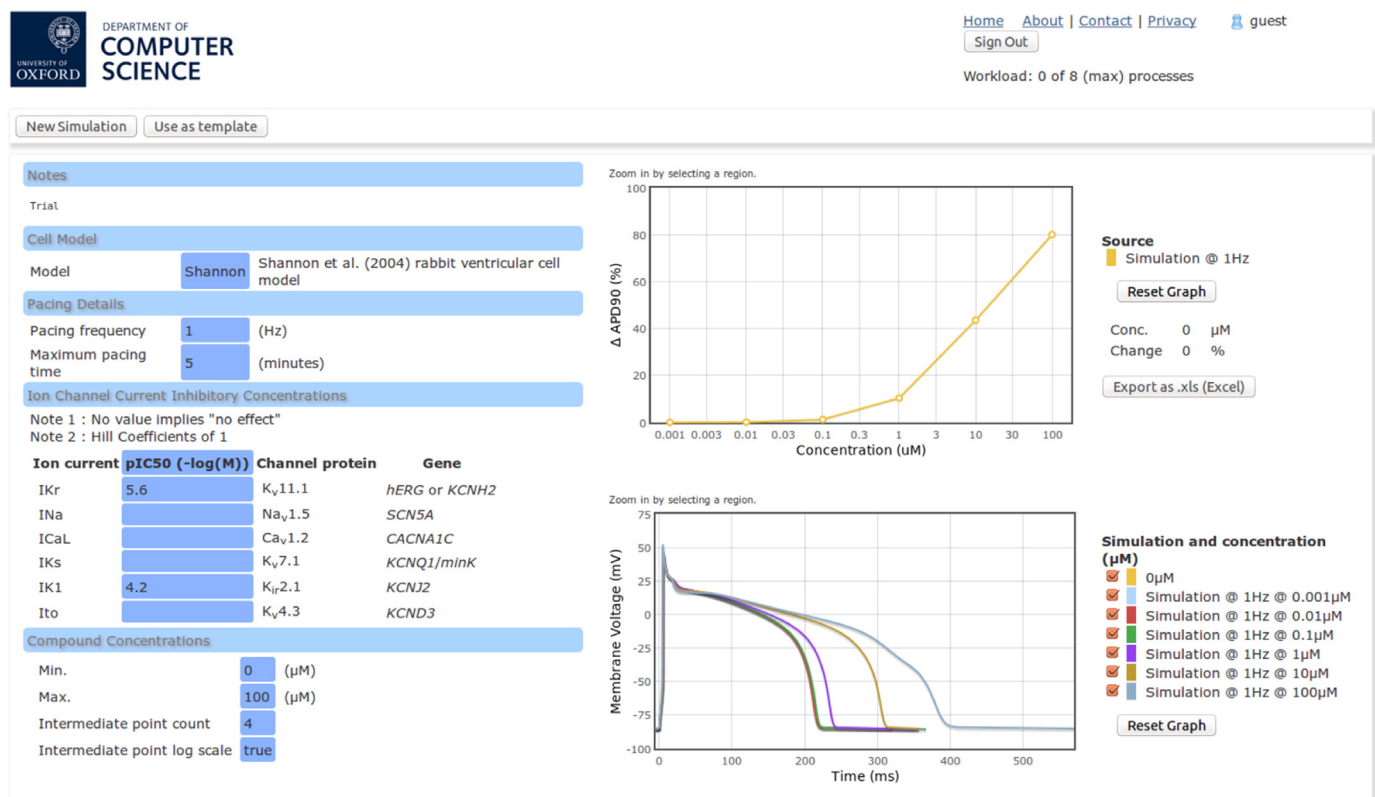 UNIVERSITY OF
OXFORD
DEPARTMENT OF
COMPUTER
SCIENCE
Home About | Contact | Privacy guest
Sign Out
Workload: 0 of 8 (max) processes
New Simulation Use as template
Notes
Trial
Cell Model
Model Shannon Shannon et al. (2004) rabbit ventricular cell
model
Pacing Details
Pacing frequency 1 (Hz)
Maximum pacing
time 5 (minutes)
Ion Channel Current Inhibitory Concentrations
Note 1 : No value implies "no effect"
Note 2 : Hill Coefficients of 1
Ion current pIC50 (-log(M)) Channel protein Gene
IKr 5.6 Kv11.1 hERG or KCNH2
INa Nav1.5 SCN5A
ICaL Cav1.2 CACNA1C
IKs Kv7.1 KCNQ1/minK
IK1 4.2 Kir2.1 KCNJ2
Ito Kv4.3 KCND3
Compound Concentrations
Min. 0 (μM)
Max. 100 (μM)
Intermediate point count 4
Intermediate point log scale true
Zoom in by selecting a region.
100
80
60
40
20
0
Δ APD90 (%)
0.001 0.003 0.01 0.03 0.1 0.3 1 3 10 30 100
Concentration (uM)
Source
Simulation @ 1Hz
Reset Graph
Conc. 0 μM
Change 0 %
Export as .xls (Excel)
Zoom in by selecting a region.
75
50
25
0
-25
-50
-75
-100
Membrane Voltage (mV)
0 100 200 300 400 500
Time (ms)
Simulation and concentration
(μM)
0μM
Simulation @ 1Hz @ 0.001μM
Simulation @ 1Hz @ 0.01μM
Simulation @ 1Hz @ 0.1μM
Simulation @ 1Hz @ 1μM
Simulation @ 1Hz @ 10μM
Simulation @ 1Hz @ 100μM
Reset Graph